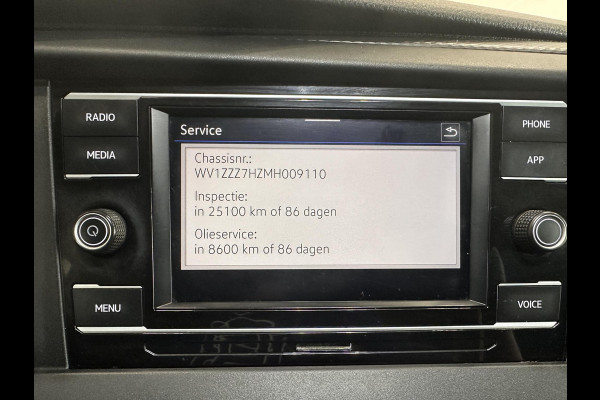 RADIO
MEDIA
MENU
Service
Chassisnr.:
WV1ZZZ7HZMH009110
Inspectie:
in 25100 km of 86 dagen
Olieservice:
in 8600 km of 86 dagen
PHONE
APP
VOICE